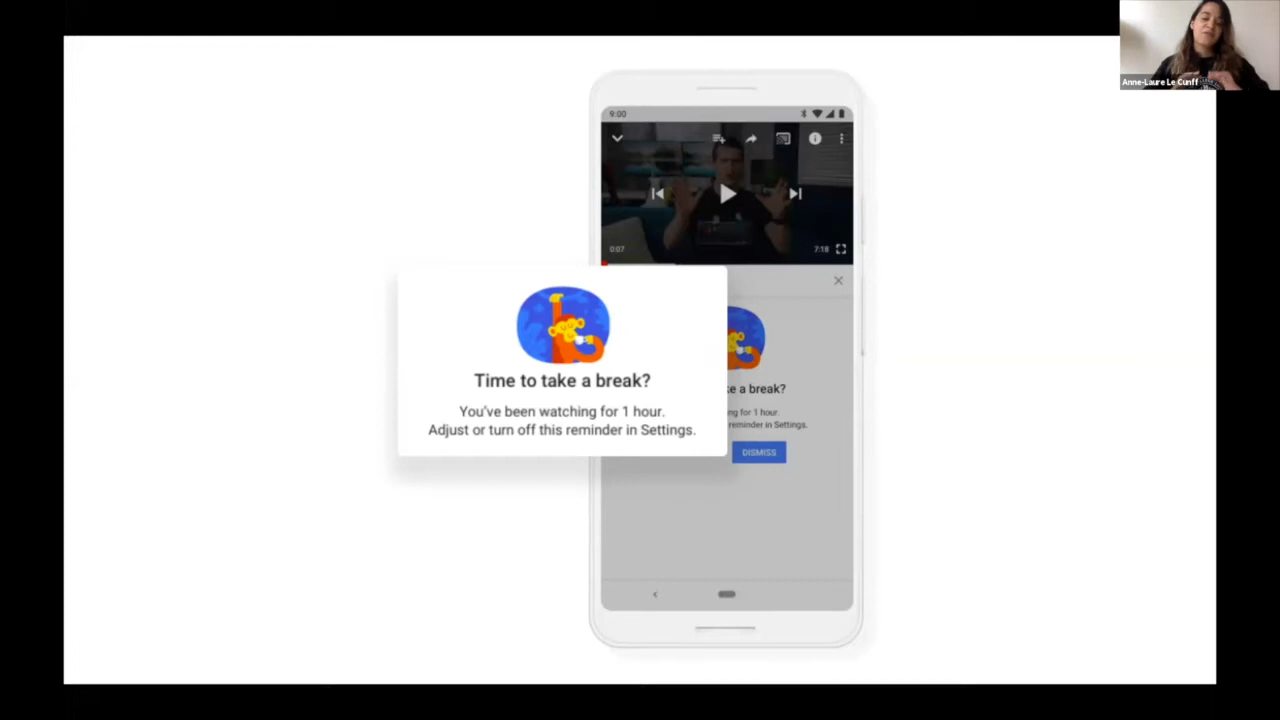 Anne-Laure Le Cunff
9:00
0:07
7:18
Time to take a break?
You've been watching for 1 hour.
Adjust or turn off this reminder in Settings.
ke a break?
ng for 1 hour.
reminder in Settings.
DISMISS